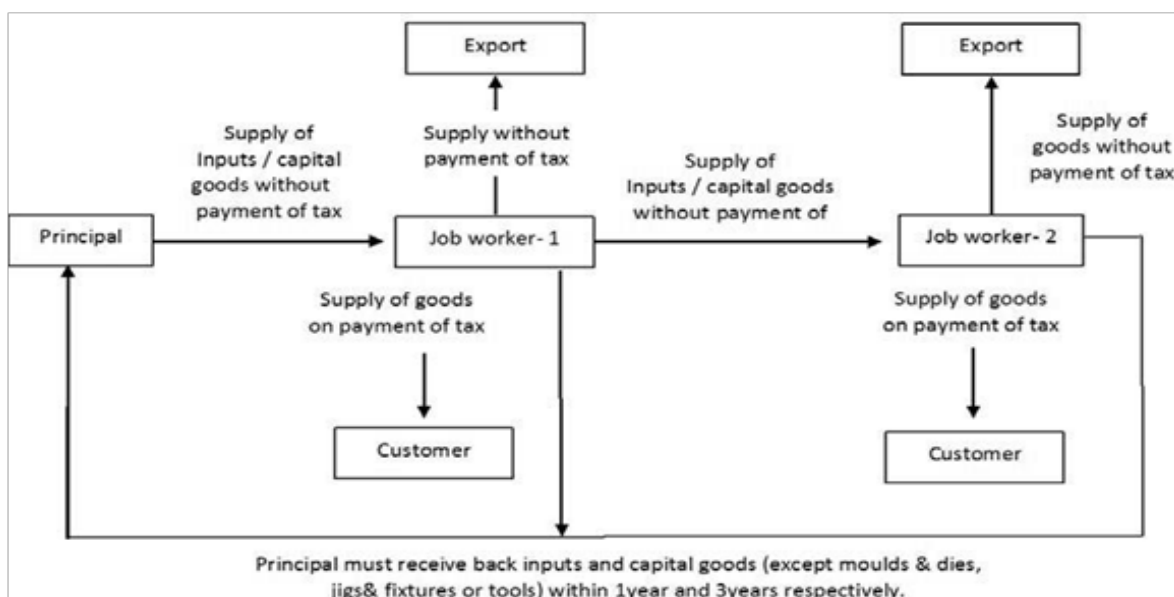 Export
Export
Supply of
Inputs / capital
goods without
payment of tax
Supply without
payment of tax
Supply of
Inputs / capital goods
without payment of
Supply of
goods without
payment of tax
Principal
Job worker- 1
Job worker- 2
Supply of goods
on payment of tax
Supply of goods
on payment of tax
Customer
Customer
Principal must receive back inputs and capital goods (except moulds & dies,
jigs& fixtures or tools) within 1year and 3years respectively.